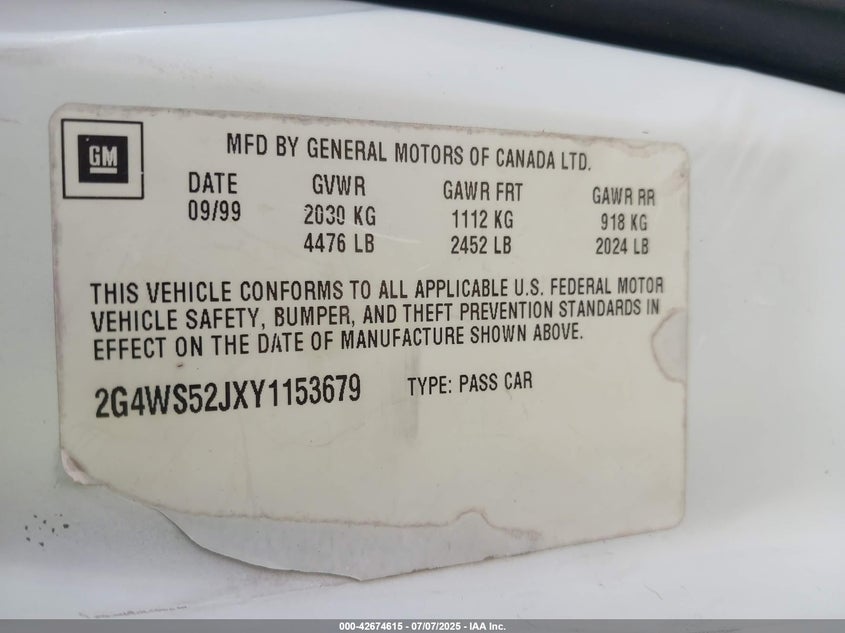 GM
MFD BY GENERAL MOTORS OF CANADA LTD.
DATE GVWR GAWR FRT GAWR RR
09/99 2030 KG 1112 KG 918 KG
4476 LB 2452 LB 2024 LB
THIS VEHICLE CONFORMS TO ALL APPLICABLE U.S. FEDERAL MOTOR
VEHICLE SAFETY, BUMPER, AND THEFT PREVENTION STANDARDS IN
EFFECT ON THE DATE OF MANUFACTURE SHOWN ABOVE.
2G4WS52JXY1153679 TYPE: PASS CAR
000-42674615 - 07/07/2025 - IAA Inc.